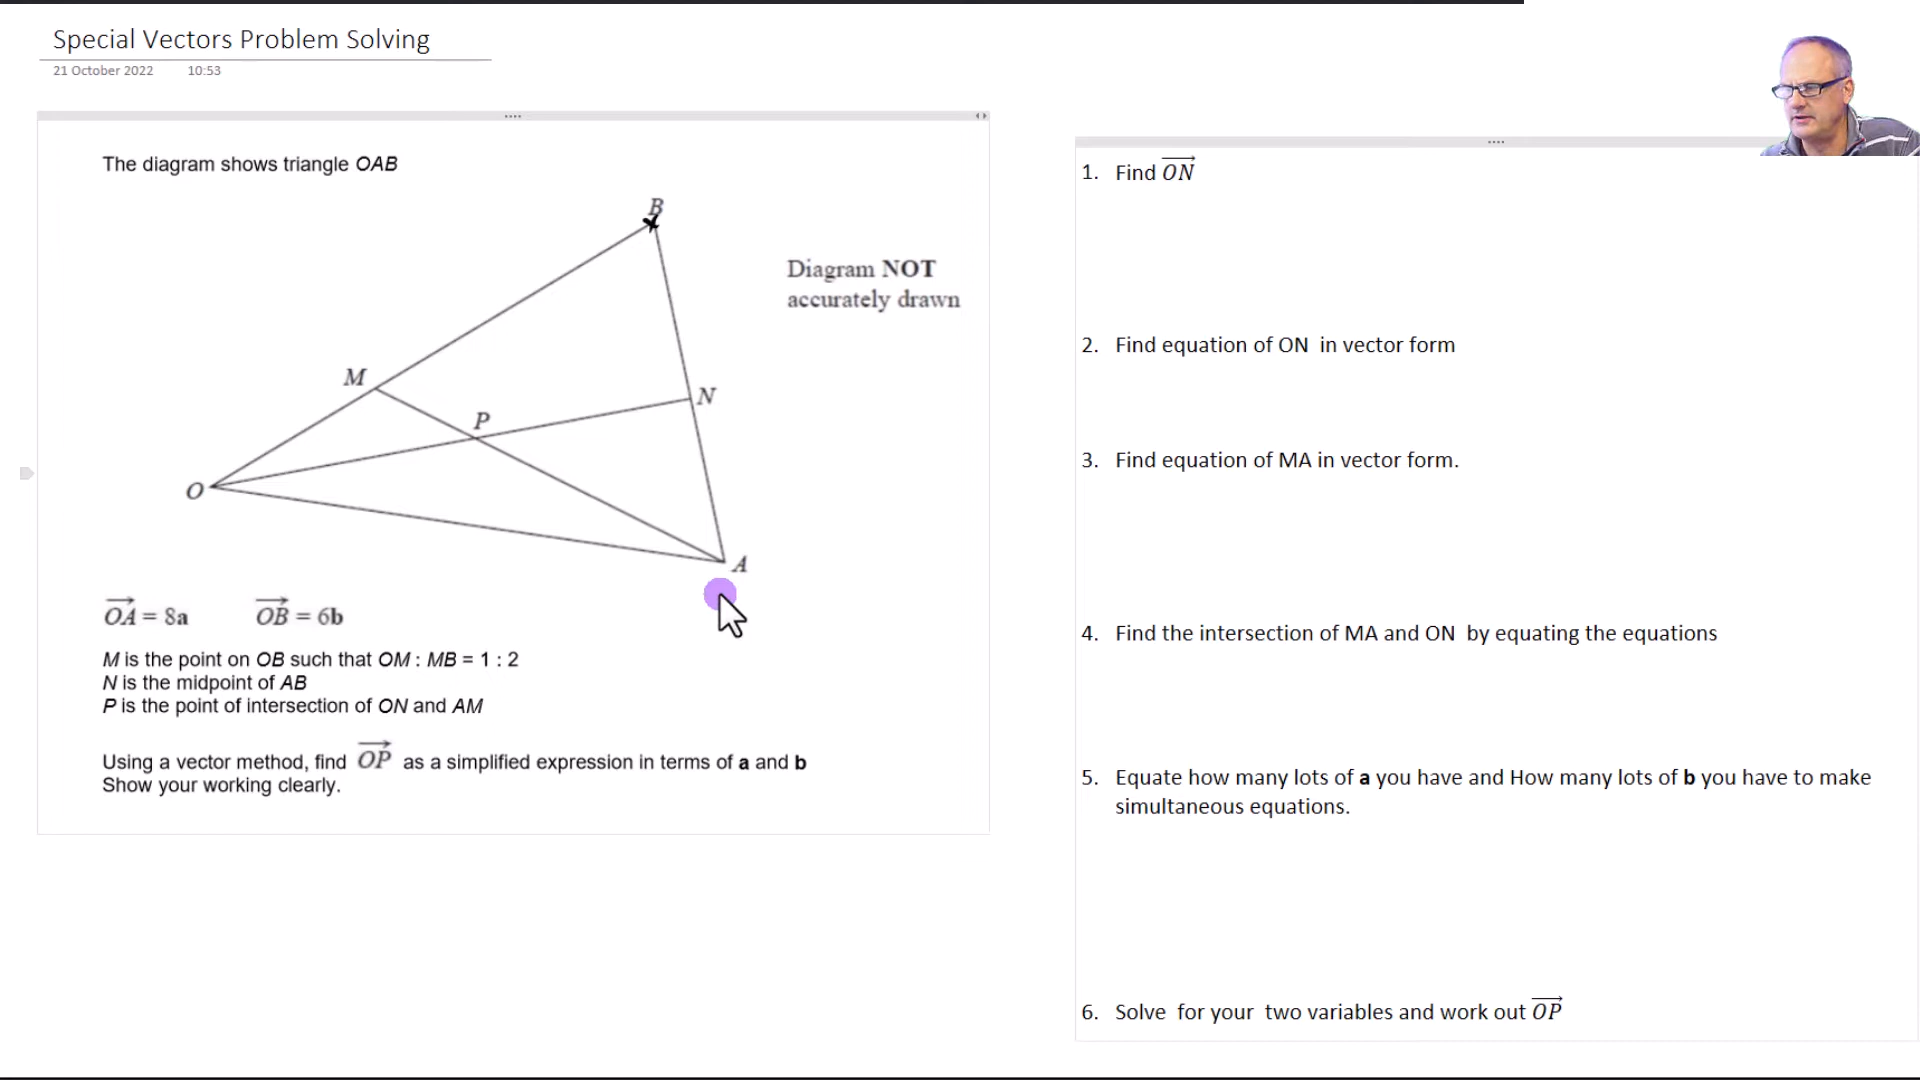 Special Vectors Problem Solving
21 October 2022 10:53
The diagram shows triangle OAB
B
Diagram NOT
accurately drawn
M
N
P
O
A
OA = 8a OB = 6b
M is the point on OB such that OM : MB = 1 : 2
N is the midpoint of AB
P is the point of intersection of ON and AM
Using a vector method, find OP as a simplified expression in terms of a and b
Show your working clearly.
1. Find ON
2. Find equation of ON in vector form
3. Find equation of MA in vector form.
4. Find the intersection of MA and ON by equating the equations
5. Equate how many lots of a you have and How many lots of b you have to make
simultaneous equations.
6. Solve for your two variables and work out OP